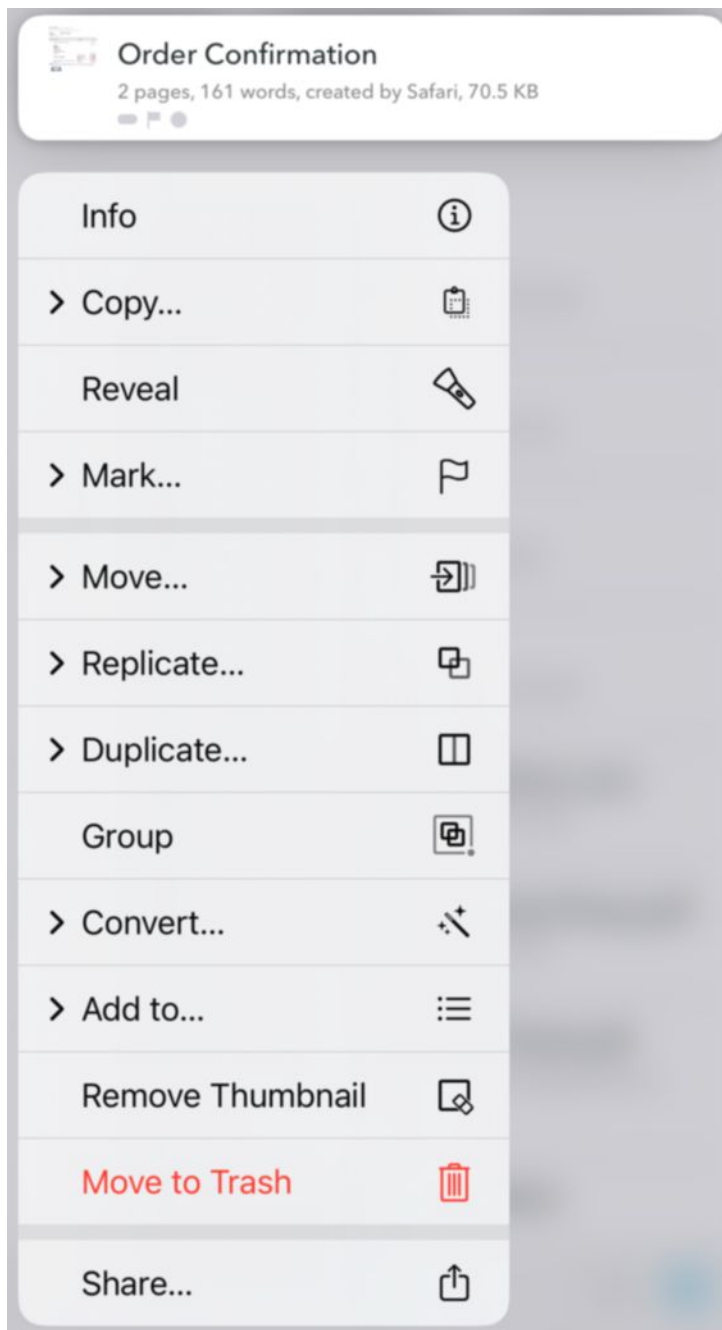 Order Confirmation
2 pages, 161 words, created by Safari, 70.5 KB
Info
Copy...
Reveal
Mark...
Move...
Replicate...
Duplicate...
Group
Convert...
Add to...
Remove Thumbnail
Move to Trash
Share...